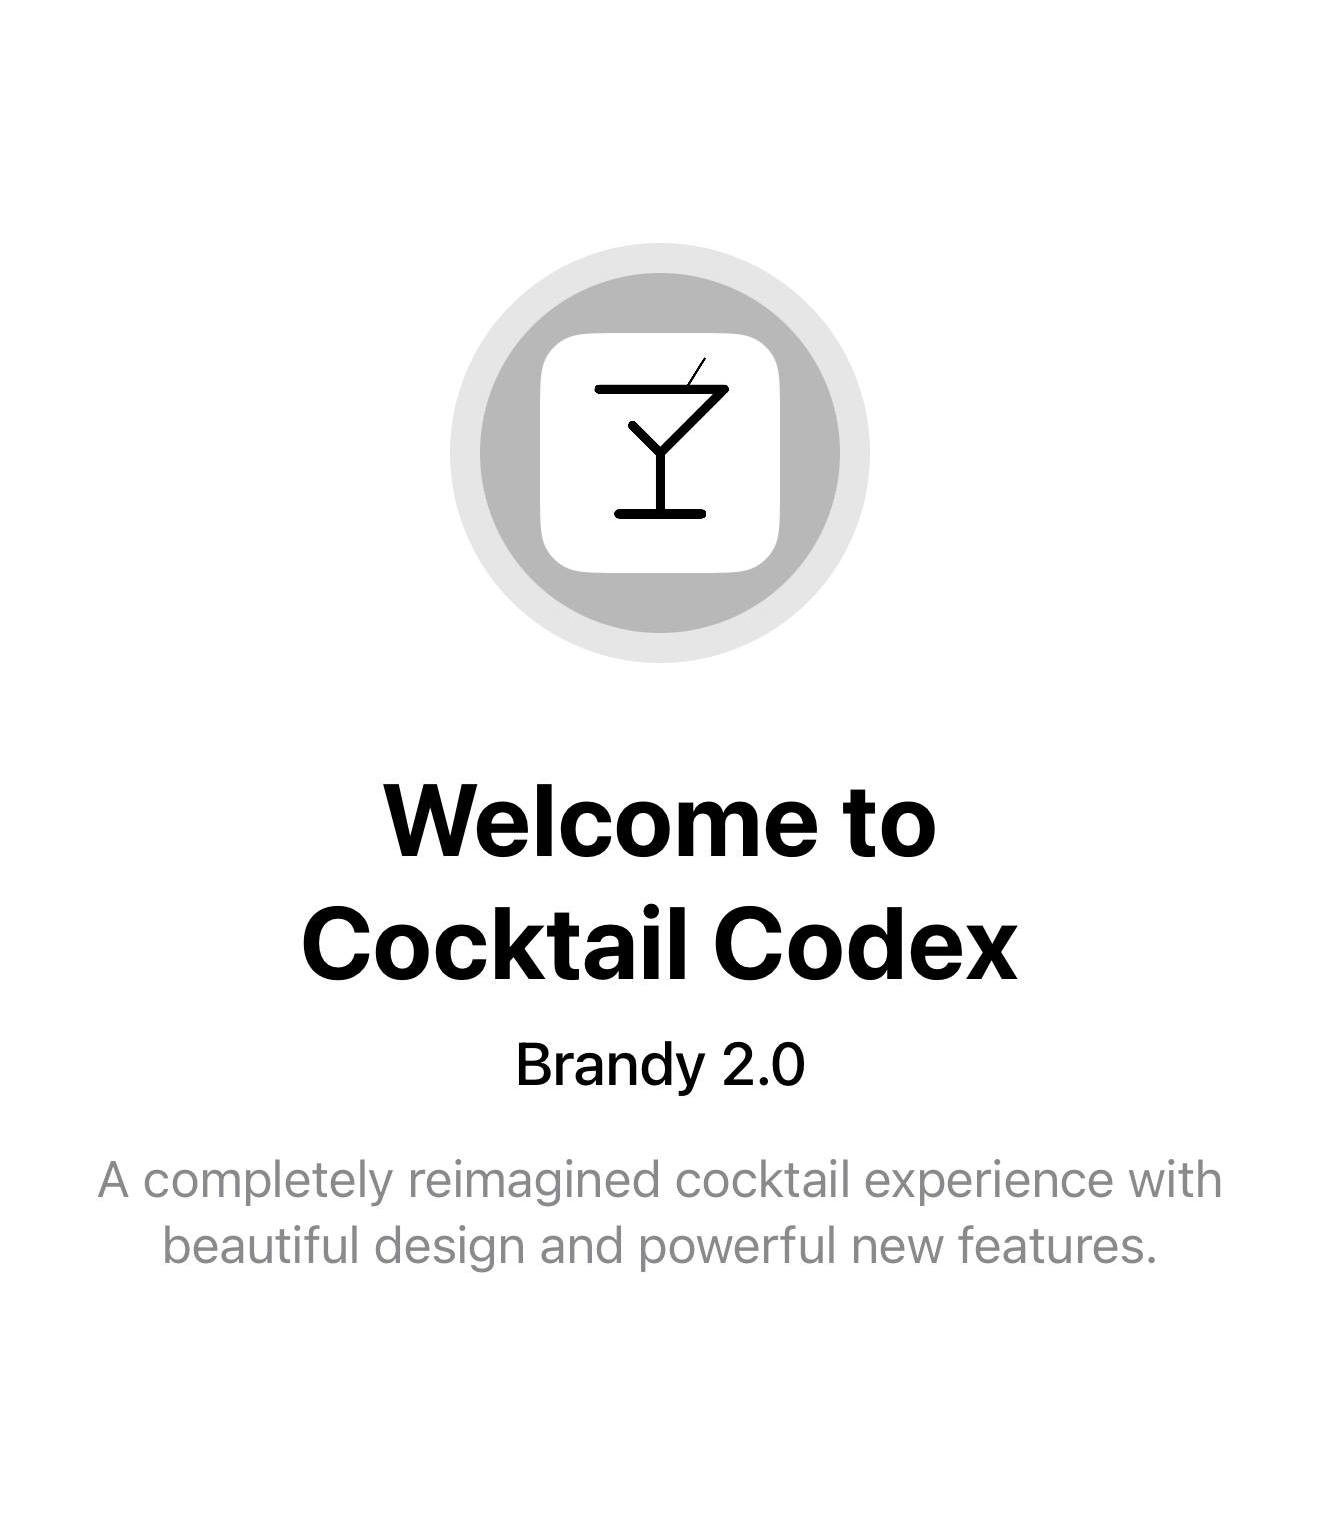 Welcome to
Cocktail Codex
Brandy 2.0
A completely reimagined cocktail experience with
beautiful design and powerful new features.